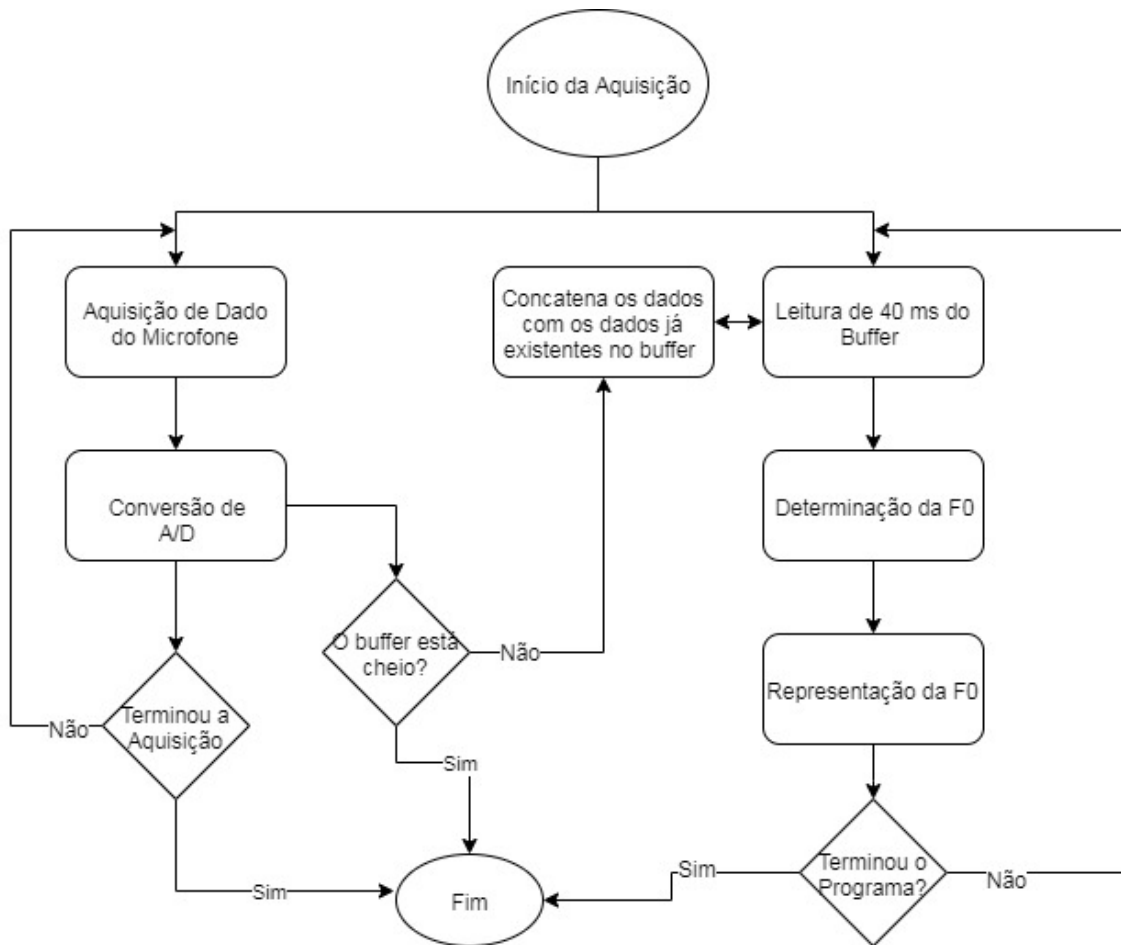 Início da Aquisição
Aquisição de Dado
do Microfone
Concatena os dados
com os dados já
existentes no buffer
Leitura de 40 ms do
Buffer
Conversão de
A/D
Determinação da F0
O buffer está
cheio?
Não
Representação da F0
Terminou a
Aquisição
Não
Sim
Terminou o
Programa?
Sim
Não
Sim
Fim